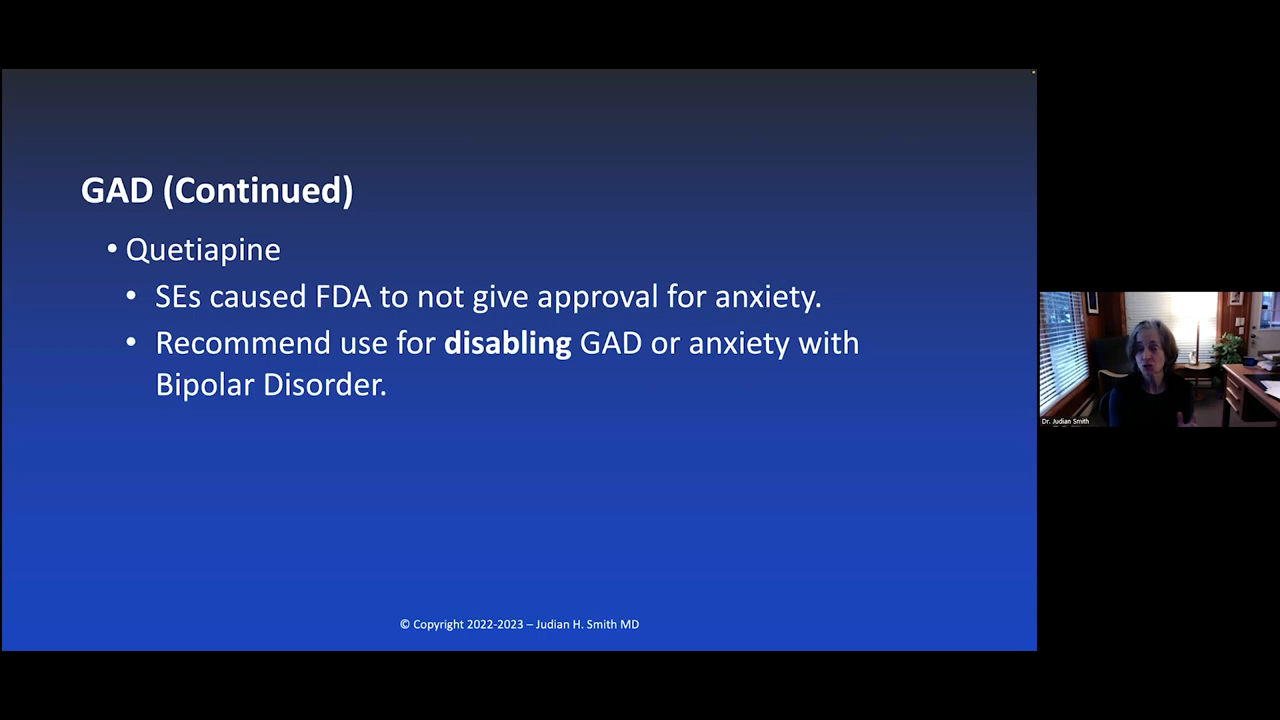 GAD (Continued)
• Quetiapine
• SEs caused FDA to not give approval for anxiety.
• Recommend use for disabling GAD or anxiety with
Bipolar Disorder.
© Copyright 2022-2023 – Judian H. Smith MD
Dr. Judian Smith